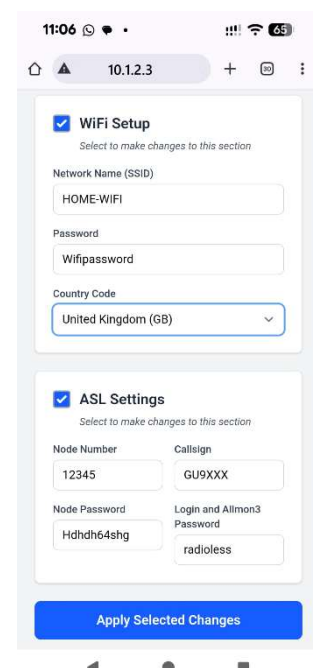 11:06
65
10.1.2.3
30
WiFi Setup
Select to make changes to this section
Network Name (SSID)
HOME-WIFI
Password
Wifipassword
Country Code
United Kingdom (GB)
ASL Settings
Select to make changes to this section
Node Number
12345
Callsign
GU9XXX
Node Password
Hdhdh64shg
Login and Allmon3
Password
radioless
Apply Selected Changes